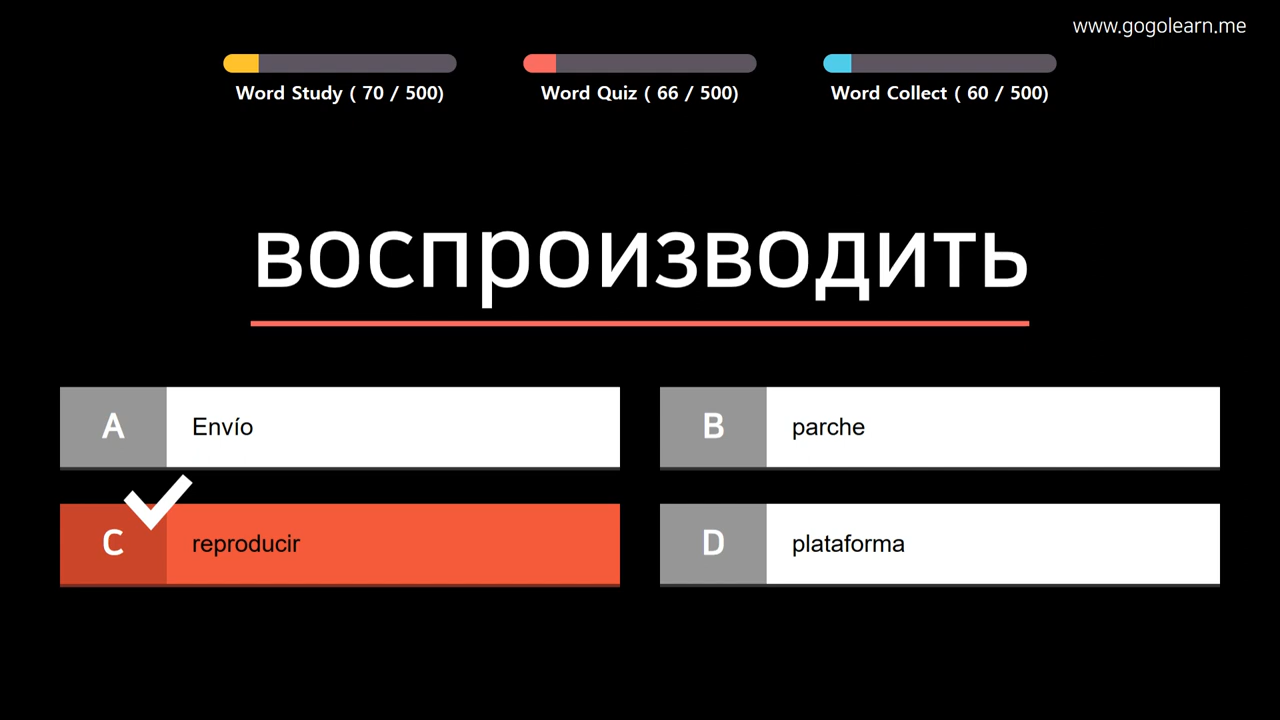 www.gogolearn.me
Word Study ( 70 / 500)
Word Quiz ( 66 / 500)
Word Collect ( 60 / 500)
воспроизводить
A Envío
B parche
C reproducir
D plataforma